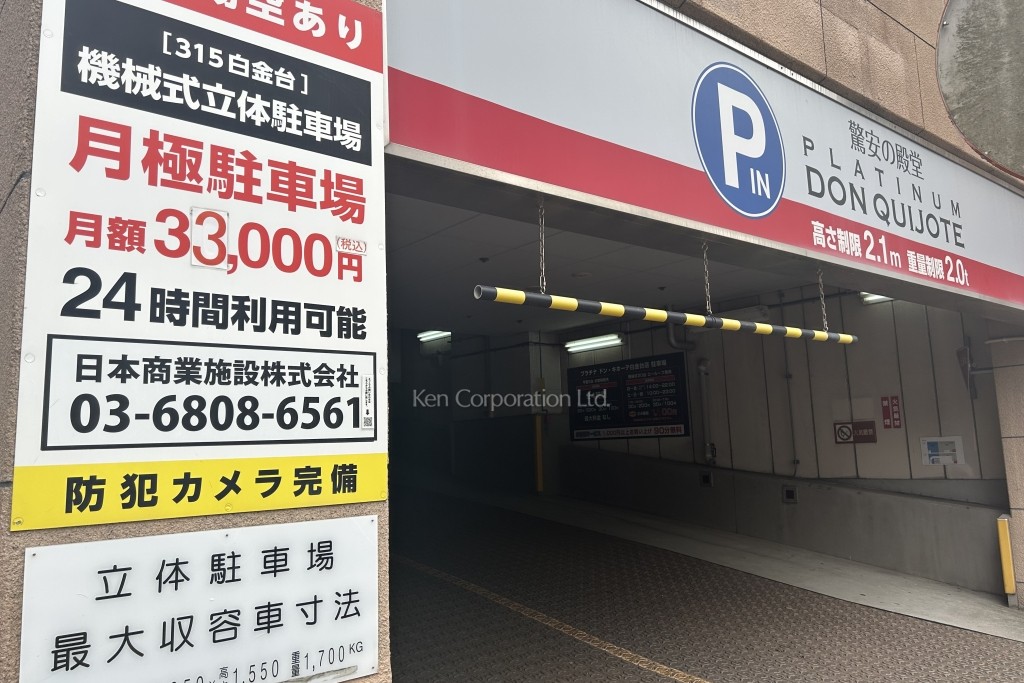 空あり
[315白金台]
機械式立体駐車場
月極駐車場
月額33,000円(税込)
24時間利用可能
日本商業施設株式会社
03-6808-6561
防犯カメラ完備
立体駐車場
最大収容車寸法
高 1,550 重量 1,700KG
P IN
驚安の殿堂
PLATINUM
DON QUIJOTE
高さ制限 2.1m 重量制限 2.0t
Ken Corporation Ltd.